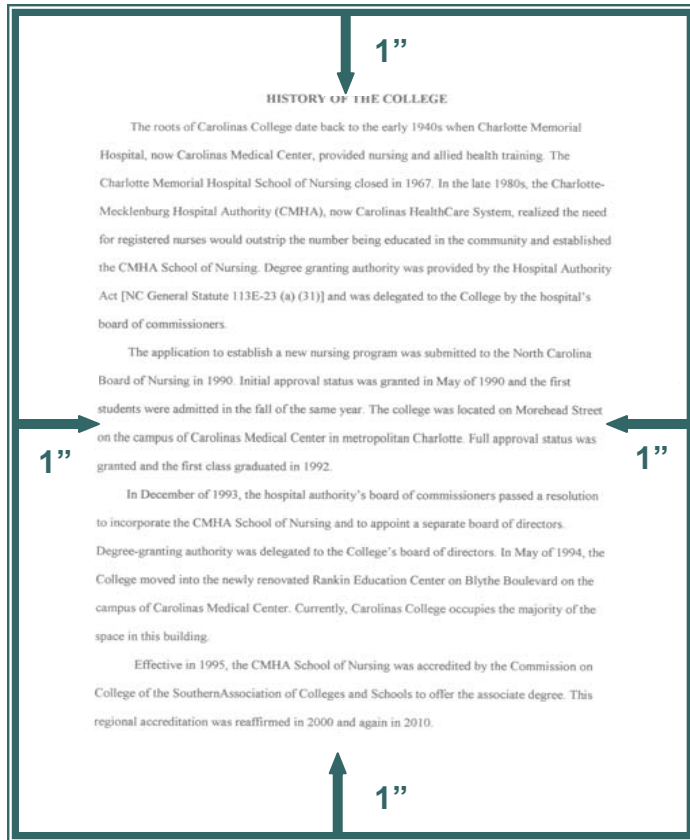 1”
HISTORY OF THE COLLEGE
The roots of Carolinas College date back to the early 1940s when Charlotte Memorial
Hospital, now Carolinas Medical Center, provided nursing and allied health training. The
Charlotte Memorial Hospital School of Nursing closed in 1967. In the late 1980s, the Charlotte-
Mecklenburg Hospital Authority (CMHA), now Carolinas HealthCare System, realized the need
for registered nurses would outstrip the number being educated in the community and established
the CMHA School of Nursing. Degree granting authority was provided by the Hospital Authority
Act [NC General Statute 113E-23 (a) (31)] and was delegated to the College by the hospital’s
board of commissioners.
The application to establish a new nursing program was submitted to the North Carolina
Board of Nursing in 1990. Initial approval status was granted in May of 1990 and the first
students were admitted in the fall of the same year. The college was located on Morehead Street
on the campus of Carolinas Medical Center in metropolitan Charlotte. Full approval status was
1”
1”
granted and the first class graduated in 1992.
In December of 1993, the hospital authority’s board of commissioners passed a resolution
to incorporate the CMHA School of Nursing and to appoint a separate board of directors.
Degree-granting authority was delegated to the College’s board of directors. In May of 1994, the
College moved into the newly renovated Rankin Education Center on Blythe Boulevard on the
campus of Carolinas Medical Center. Currently, Carolinas College occupies the majority of the
space in this building.
Effective in 1995, the CMHA School of Nursing was accredited by the Commission on
College of the SouthernAssociation of Colleges and Schools to offer the associate degree. This
regional accreditation was reaffirmed in 2000 and again in 2010.
1”